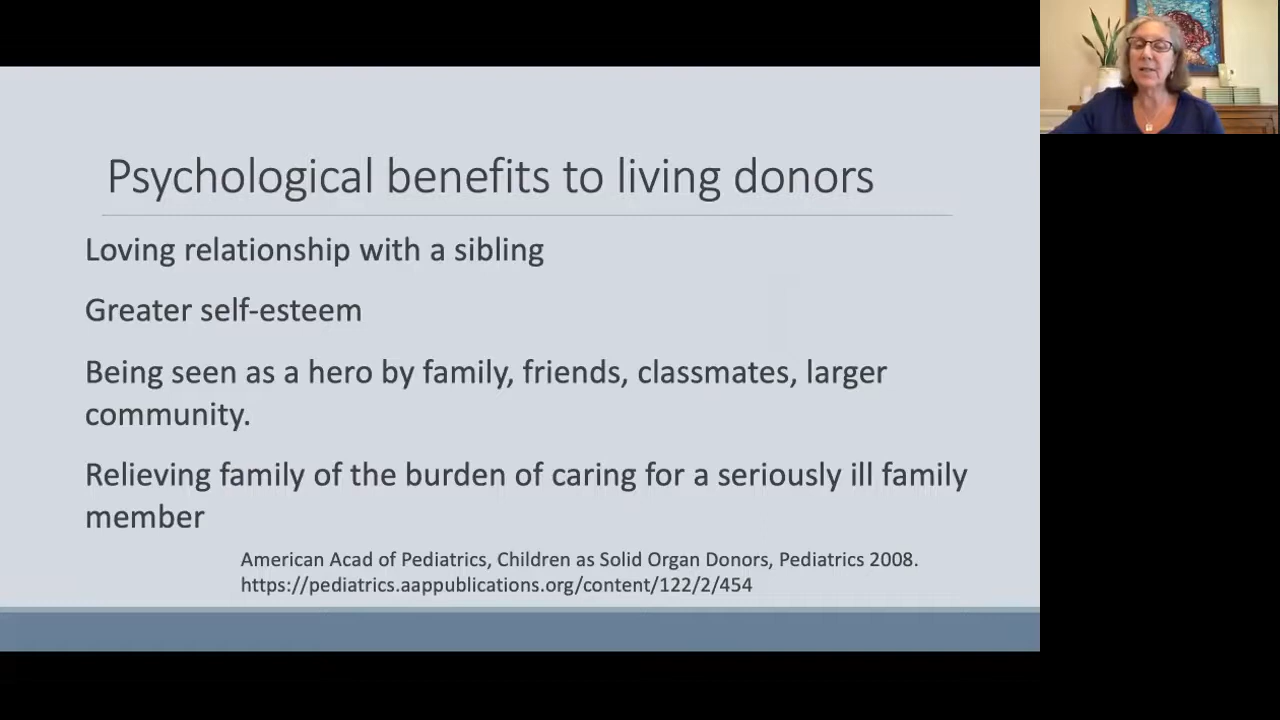 Psychological benefits to living donors
Loving relationship with a sibling
Greater self-esteem
Being seen as a hero by family, friends, classmates, larger
community.
Relieving family of the burden of caring for a seriously ill family
member
American Acad of Pediatrics, Children as Solid Organ Donors, Pediatrics 2008.
https://pediatrics.aappublications.org/content/122/2/454